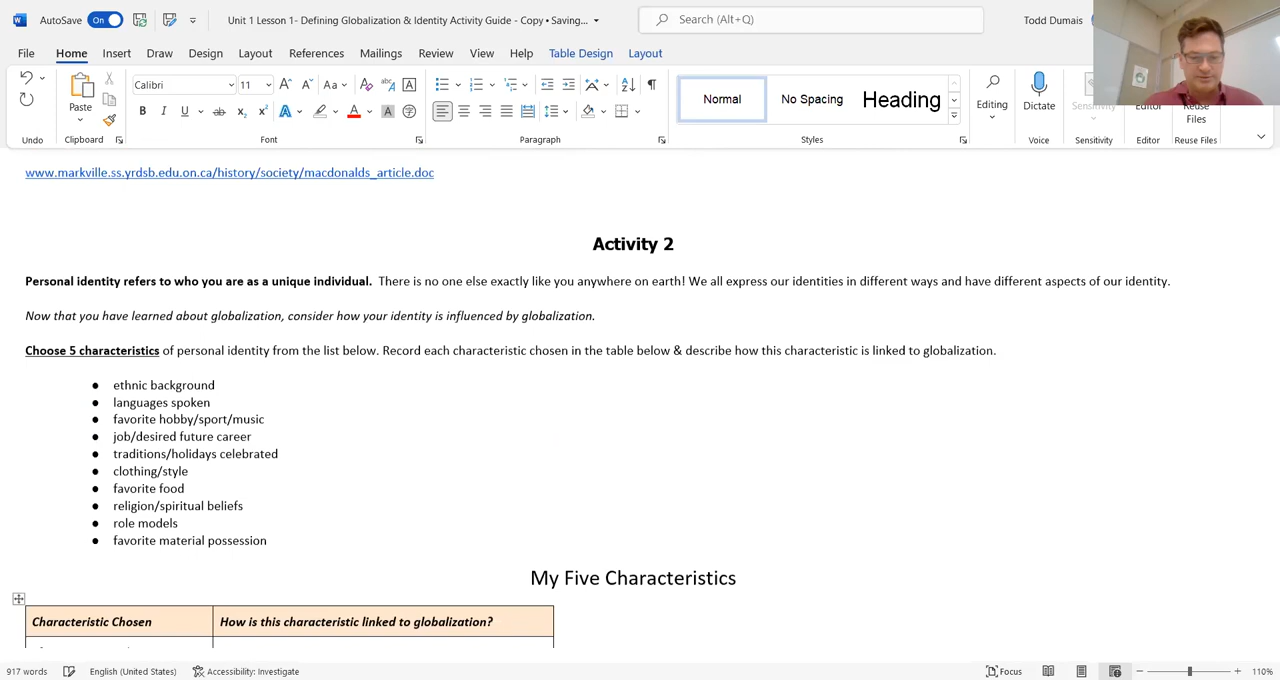 AutoSave On Unit 1 Lesson 1- Defining Globalization & Identity Activity Guide - Copy • Saving... Search (Alt+Q) Todd Dumais
File Home Insert Draw Design Layout References Mailings Review View Help Table Design Layout
Undo Paste Clipboard
Calibri 11 Aa
Font
Paragraph
Normal No Spacing Heading
Styles
Editing
Dictate
Voice
Sensitivity
Sensitivity
Editor
Editor
Reuse Files
Reuse Files
www.markville.ss.yrdsb.edu.on.ca/history/society/macdonalds_article.doc
Activity 2
Personal identity refers to who you are as a unique individual. There is no one else exactly like you anywhere on earth! We all express our identities in different ways and have different aspects of our identity.
Now that you have learned about globalization, consider how your identity is influenced by globalization.
Choose 5 characteristics of personal identity from the list below. Record each characteristic chosen in the table below & describe how this characteristic is linked to globalization.
● ethnic background
● languages spoken
● favorite hobby/sport/music
● job/desired future career
● traditions/holidays celebrated
● clothing/style
● favorite food
● religion/spiritual beliefs
● role models
● favorite material possession
My Five Characteristics
Characteristic Chosen How is this characteristic linked to globalization?
917 words English (United States) Accessibility: Investigate Focus 110%